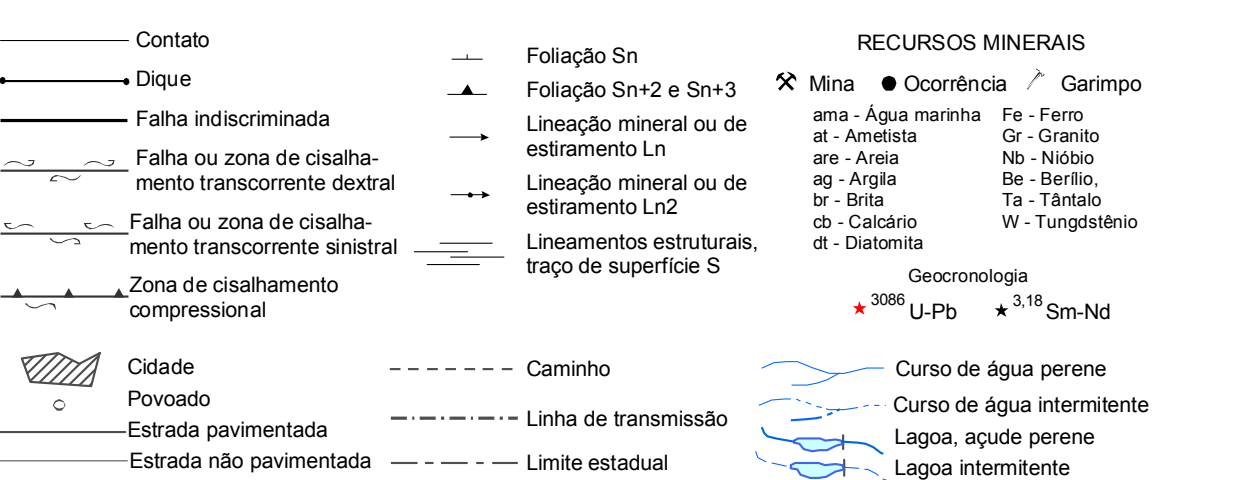 Contato
Dique
Falha indiscriminada
Falha ou zona de cisalha-
mento transcorrente dextral
Falha ou zona de cisalha-
mento transcorrente sinistral
Zona de cisalhamento
compressional
Foliação Sn
Foliação Sn+2 e Sn+3
Lineação mineral ou de
estiramento Ln
Lineação mineral ou de
estiramento Ln2
Lineamentos estruturais,
traço de superfície S
RECURSOS MINERAIS
Mina Ocorrência Garimpo
ama - Água marinha
at - Ametista
are - Areia
ag - Argila
br - Brita
cb - Calcário
dt - Diatomita
Fe - Ferro
Gr - Granito
Nb - Nióbio
Be - Berílio,
Ta - Tântalo
W - Tungdstênio
Geocronologia
3086 U-Pb 3,18 Sm-Nd
Cidade
Povoado
Estrada pavimentada
Estrada não pavimentada
Caminho
Linha de transmissão
Limite estadual
Curso de água perene
Curso de água intermitente
Lagoa, açude perene
Lagoa intermitente